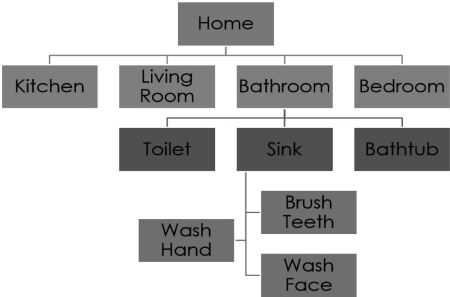 Home
Kitchen
Living
Room
Bathroom
Bedroom
Toilet
Sink
Bathtub
Brush
Teeth
Wash
Hand
Wash
Face